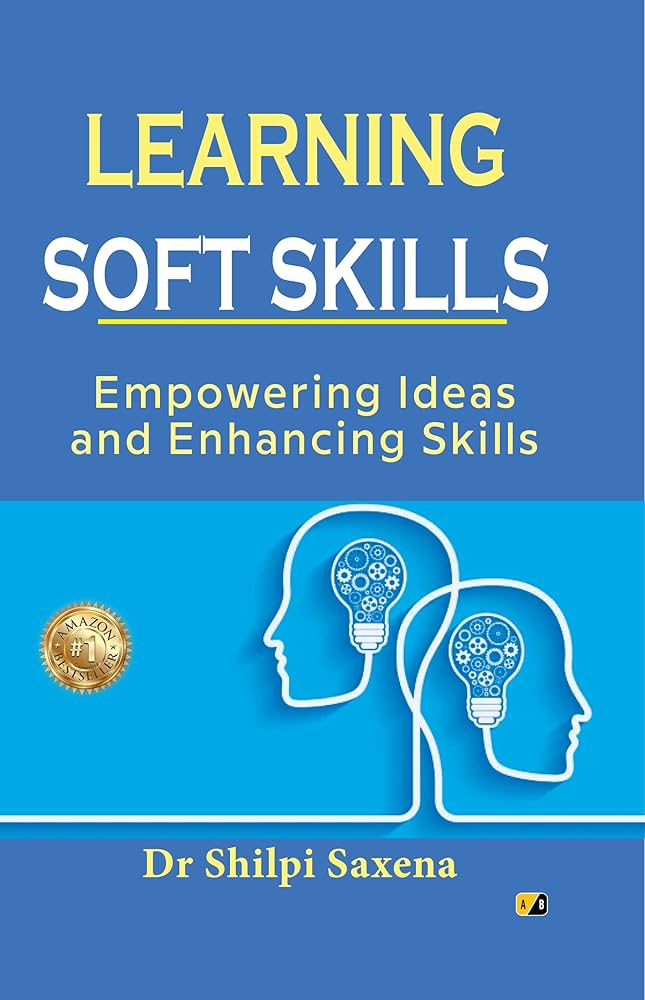 LEARNING
SOFT SKILLS
Empowering Ideas
and Enhancing Skills
AMAZON
#1
BESTSELLER
Dr Shilpi Saxena
A B